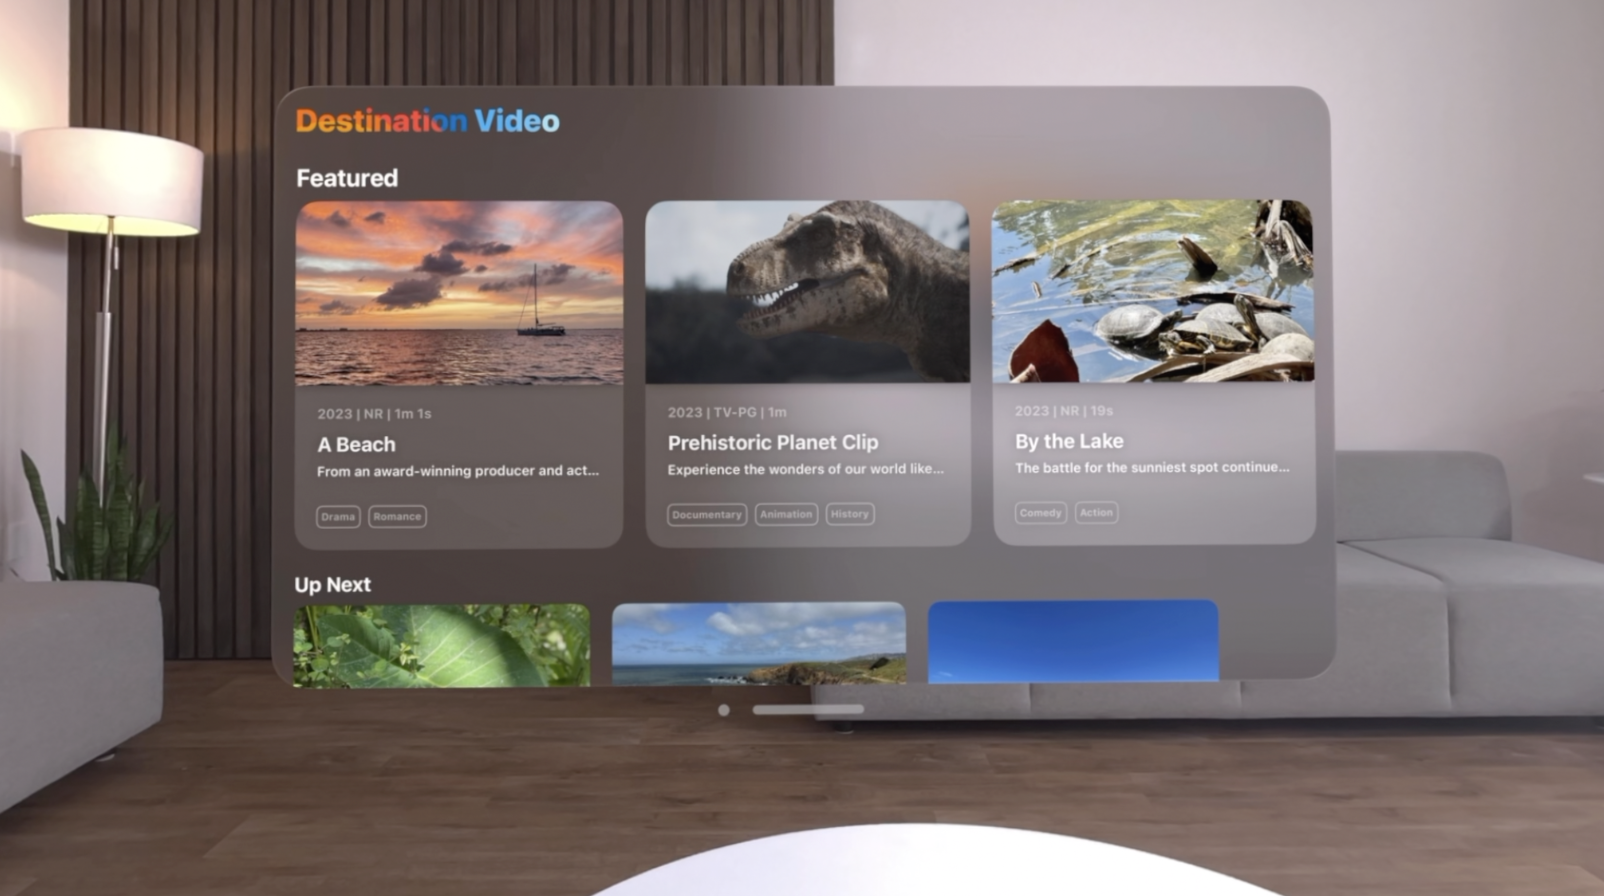 Destination Video
Featured
2023 | NR | 1m 1s
A Beach
From an award-winning producer and act...
Drama
Romance
2023 | TV-PG | 1m
Prehistoric Planet Clip
Experience the wonders of our world like...
Documentary
Animation
History
2023 | NR | 19s
By the Lake
The battle for the sunniest spot continue...
Comedy
Action
Up Next